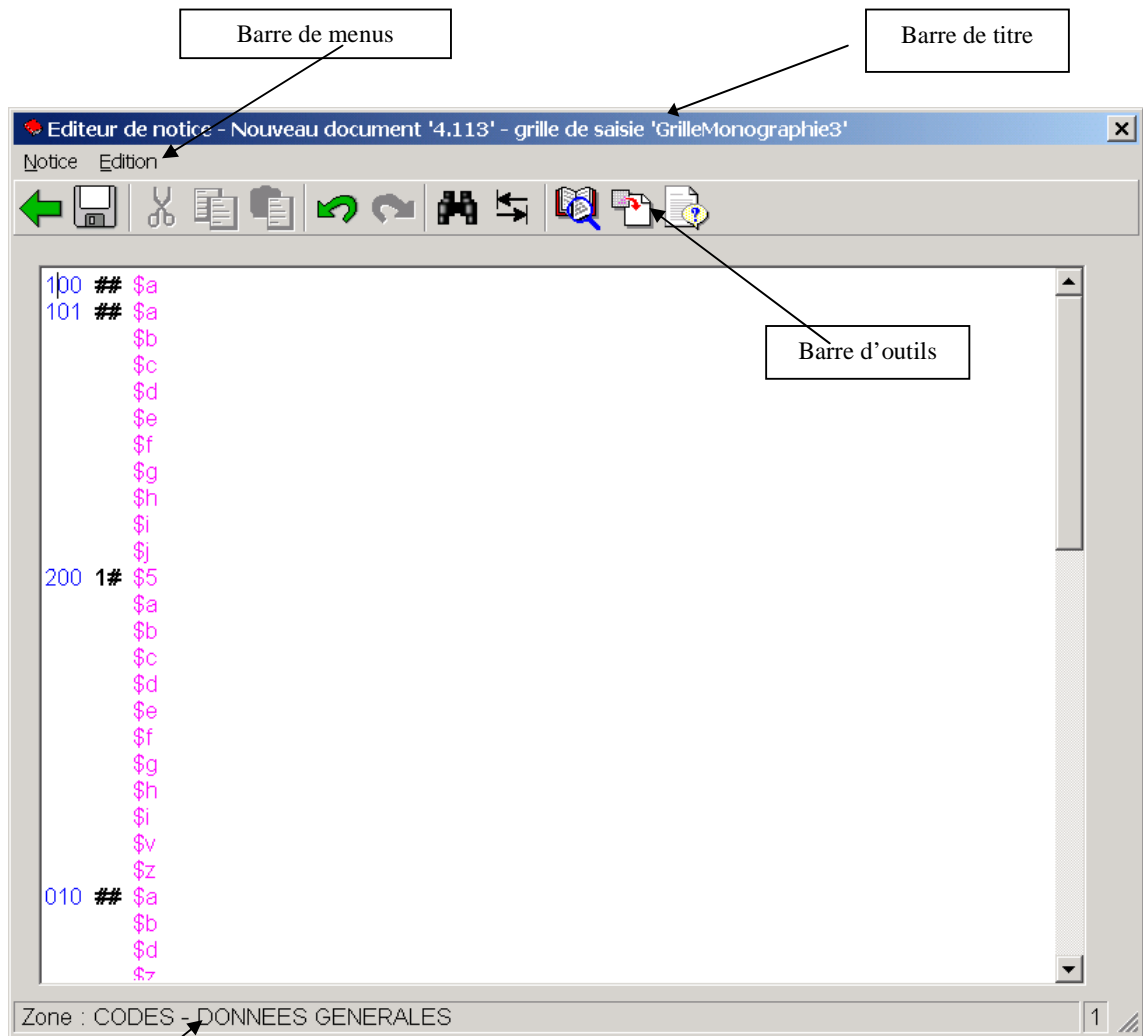 Barre de menus
Barre de titre
Editeur de notice - Nouveau document '4.113' - grille de saisie 'GrilleMonographie3'
Notice Edition
100 ## $a
101 ## $a
$b
$c
$d
$e
$f
$g
$h
$i
$j
200 1# $5
$a
$b
$c
$d
$e
$f
$g
$h
$i
$v
$z
010 ## $a
$b
$d
$z
Barre d'outils
Zone : CODES - DONNEES GENERALES
1